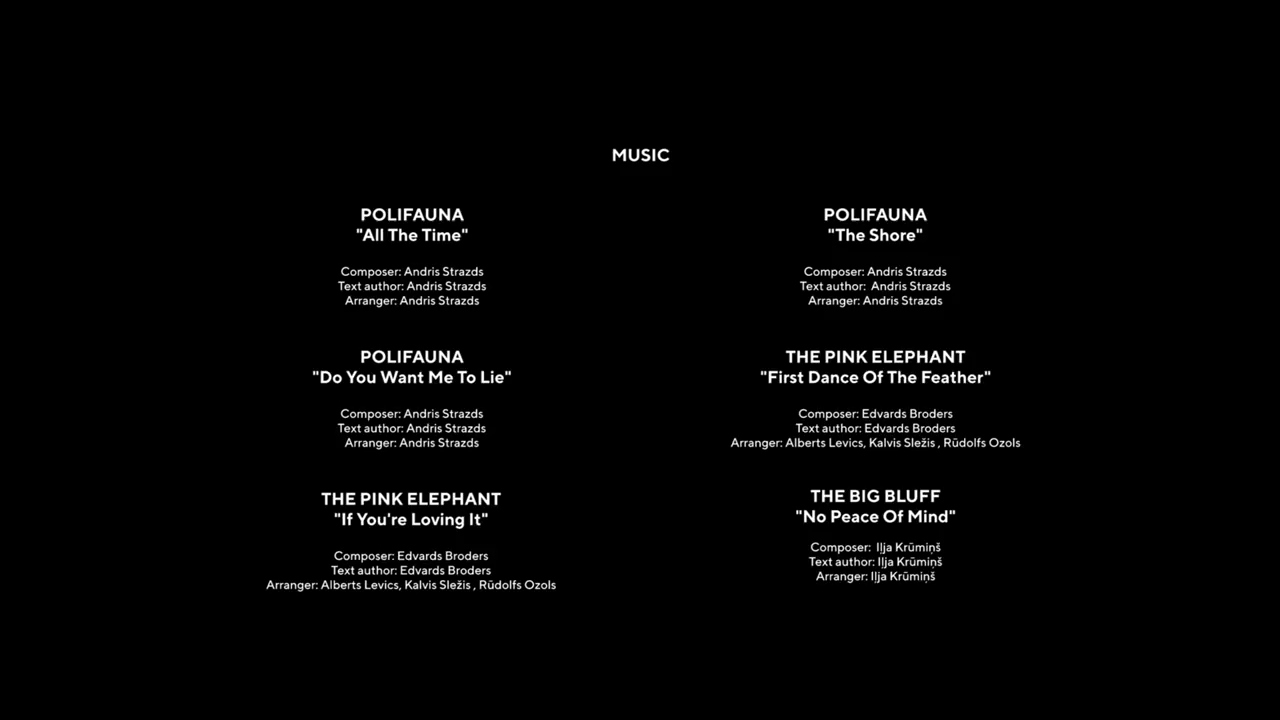 MUSIC
POLIFAUNA
"All The Time"
Composer: Andris Strazds
Text author: Andris Strazds
Arranger: Andris Strazds
POLIFAUNA
"Do You Want Me To Lie"
Composer: Andris Strazds
Text author: Andris Strazds
Arranger: Andris Strazds
THE PINK ELEPHANT
"If You're Loving It"
Composer: Edvards Broders
Text author: Edvards Broders
Arranger: Alberts Levics, Kalvis Sležis , Rūdolfs Ozols
POLIFAUNA
"The Shore"
Composer: Andris Strazds
Text author:  Andris Strazds
Arranger: Andris Strazds
THE PINK ELEPHANT
"First Dance Of The Feather"
Composer: Edvards Broders
Text author: Edvards Broders
Arranger: Alberts Levics, Kalvis Sležis , Rūdolfs Ozols
THE BIG BLUFF
"No Peace Of Mind"
Composer:  Iļja Krūmiņš
Text author: Iļja Krūmiņš
Arranger: Iļja Krūmiņš